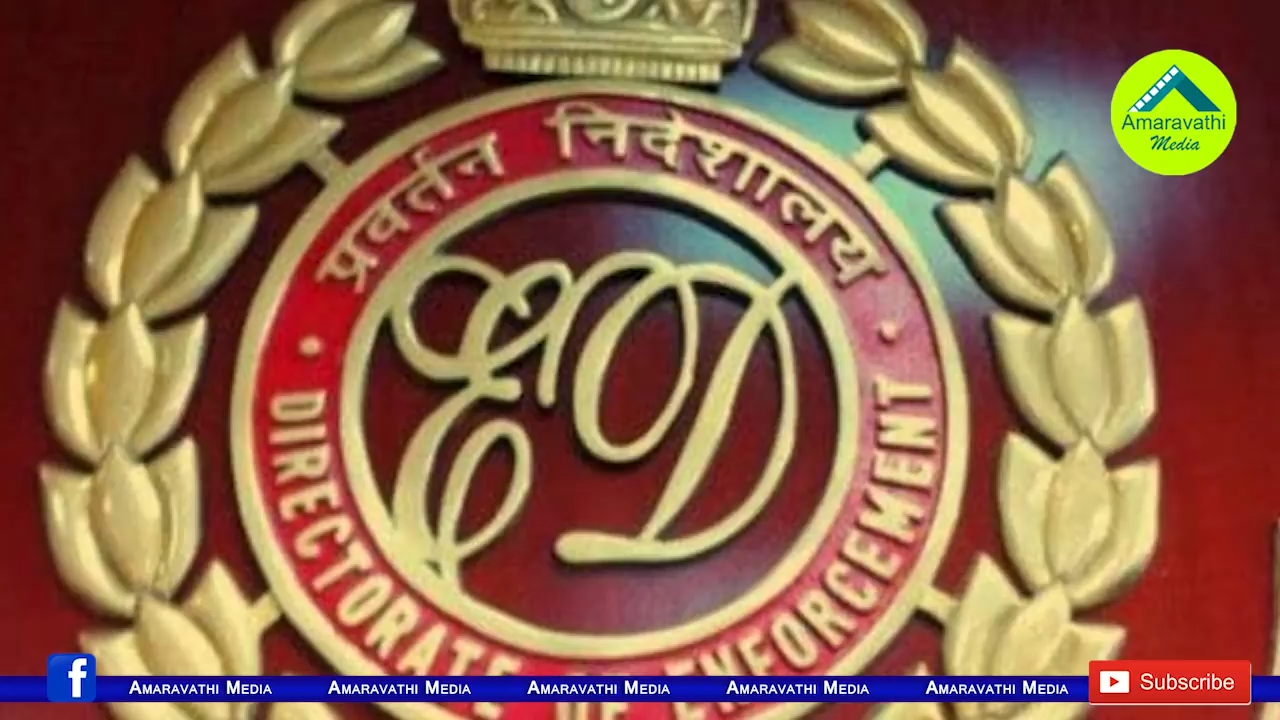 प्रवर्तन निदेशालय
ED
DIRECTORATE OF ENFORCEMENT
Amaravathi
Media
f
Amaravathi Media
Amaravathi Media
Amaravathi Media
Amaravathi Media
Amaravathi Media
Subscribe